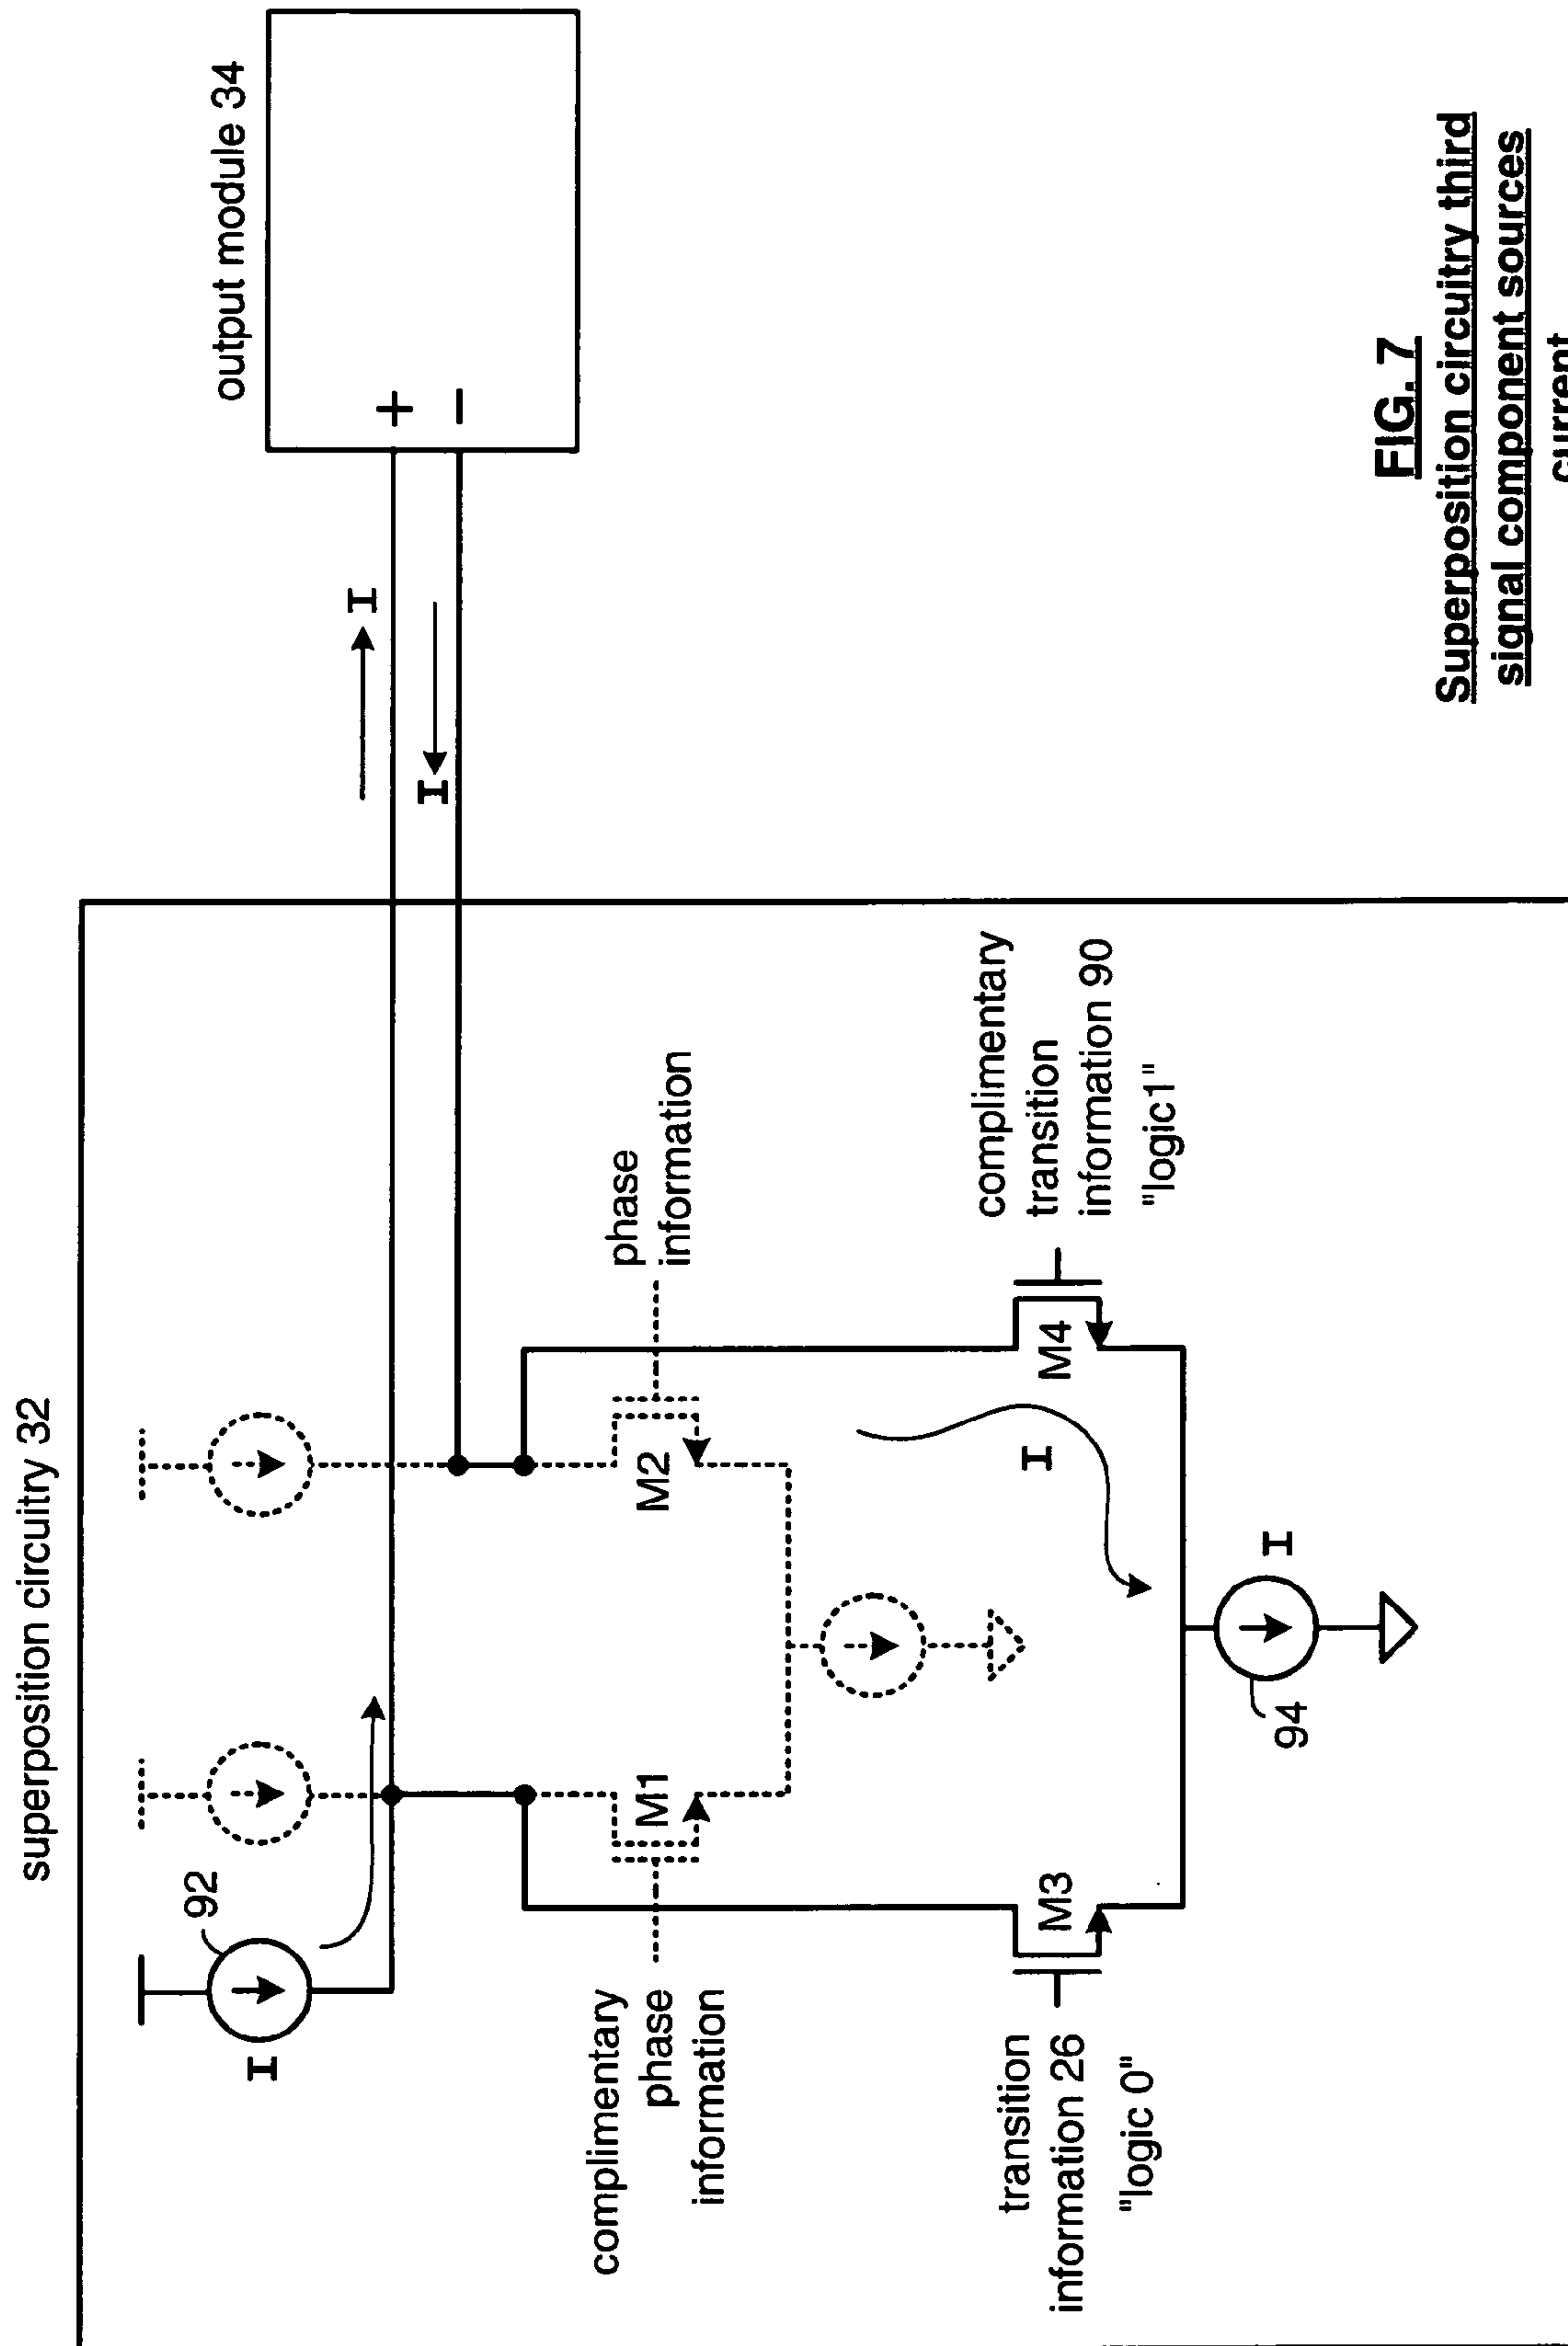 superposition circuitry 32
output module 34
I
92
I
+
I
−
complimentary
phase
information
M1
M2
phase
information
transition
information 26
"logic 0"
M3
I
M4
complimentary
transition
information 90
"logic1"
94
I
FIG. 7
Superposition circuitry third
signal component sources
current